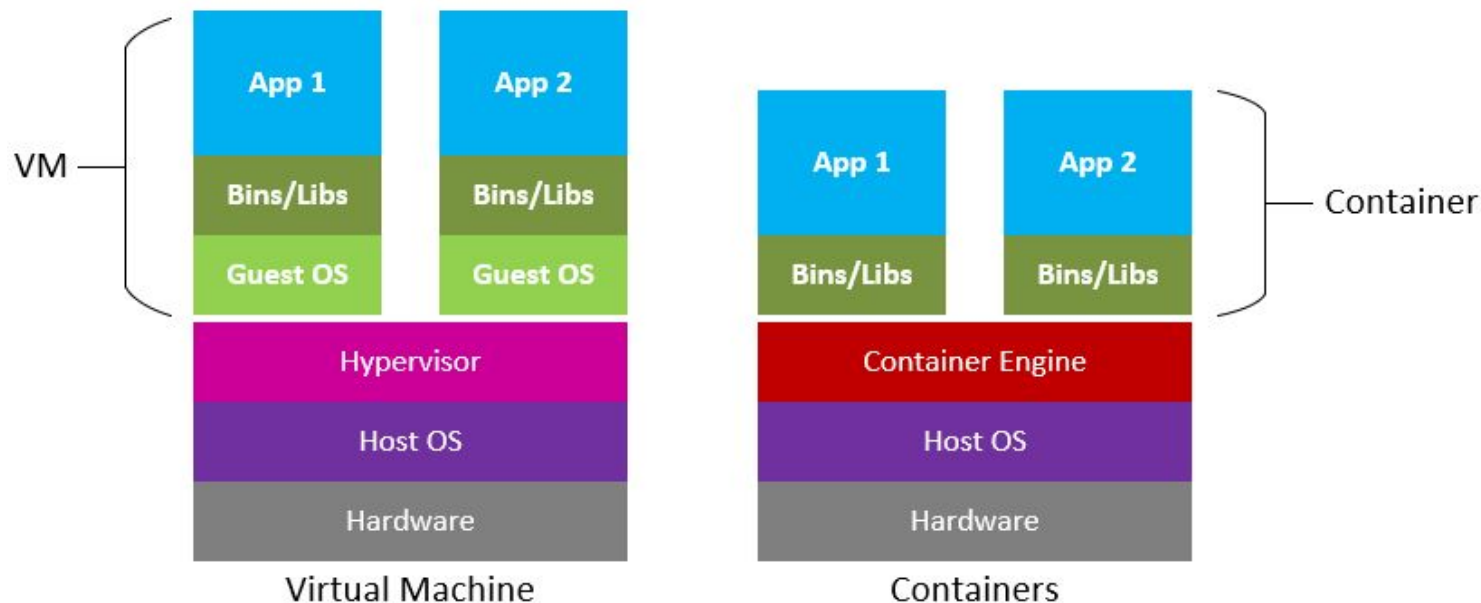 VM
App 1
App 2
Bins/Libs
Bins/Libs
Guest OS
Guest OS
Hypervisor
Host OS
Hardware
Virtual Machine
App 1
App 2
Bins/Libs
Bins/Libs
Container
Container Engine
Host OS
Hardware
Containers